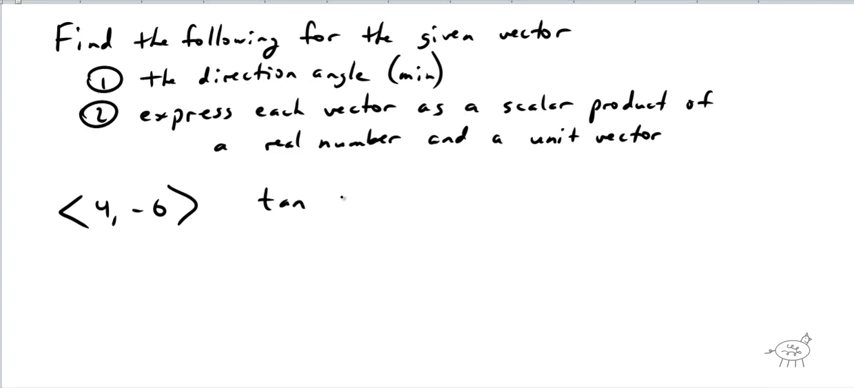 Find the following for the given vector
① the direction angle (min)
② express each vector as a scalar product of
a real number and a unit vector
<4, -6> tan